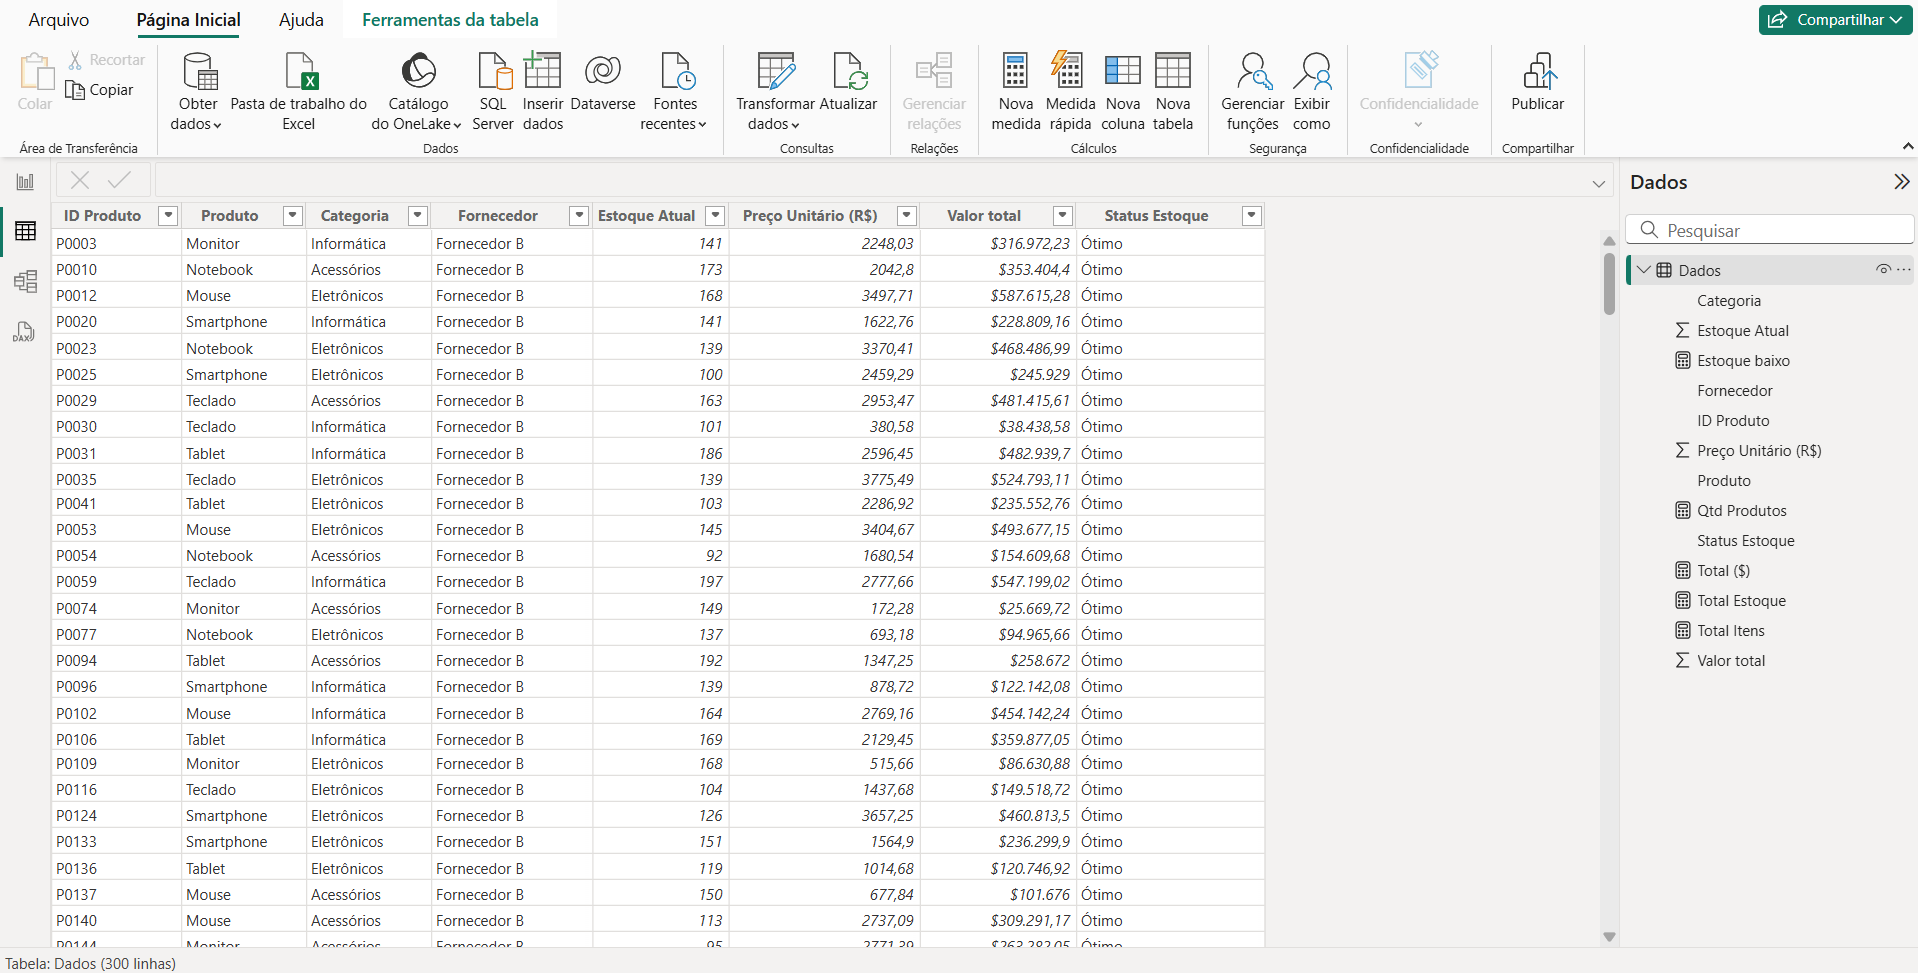 Arquivo Página Inicial Ajuda Ferramentas da tabela Compartilhar
Colar Recortar Copiar
Área de Transferência
Obter dados
Pasta de trabalho do Excel
Catálogo do OneLake
SQL Server
Inserir dados
Dataverse
Fontes recentes
Dados
Transformar dados
Atualizar
Consultas
Gerenciar relações
Relações
Nova medida
Medida rápida
Nova coluna
Nova tabela
Cálculos
Gerenciar funções
Exibir como
Segurança
Confidencialidade
Confidencialidade
Publicar
Compartilhar
DAX
ID Produto Produto Categoria Fornecedor Estoque Atual Preço Unitário (R$) Valor total Status Estoque
P0003 Monitor Informática Fornecedor B 141 2248,03 $316.972,23 Ótimo
P0010 Notebook Acessórios Fornecedor B 173 2042,8 $353.404,4 Ótimo
P0012 Mouse Eletrônicos Fornecedor B 168 3497,71 $587.615,28 Ótimo
P0020 Smartphone Informática Fornecedor B 141 1622,76 $228.809,16 Ótimo
P0023 Notebook Eletrônicos Fornecedor B 139 3370,41 $468.486,99 Ótimo
P0025 Smartphone Eletrônicos Fornecedor B 100 2459,29 $245.929 Ótimo
P0029 Teclado Acessórios Fornecedor B 163 2953,47 $481.415,61 Ótimo
P0030 Teclado Informática Fornecedor B 101 380,58 $38.438,58 Ótimo
P0031 Tablet Informática Fornecedor B 186 2596,45 $482.939,7 Ótimo
P0035 Teclado Eletrônicos Fornecedor B 139 3775,49 $524.793,11 Ótimo
P0041 Tablet Eletrônicos Fornecedor B 103 2286,92 $235.552,76 Ótimo
P0053 Mouse Eletrônicos Fornecedor B 145 3404,67 $493.677,15 Ótimo
P0054 Notebook Acessórios Fornecedor B 92 1680,54 $154.609,68 Ótimo
P0059 Teclado Informática Fornecedor B 197 2777,66 $547.199,02 Ótimo
P0074 Monitor Acessórios Fornecedor B 149 172,28 $25.669,72 Ótimo
P0077 Notebook Eletrônicos Fornecedor B 137 693,18 $94.965,66 Ótimo
P0094 Tablet Acessórios Fornecedor B 192 1347,25 $258.672 Ótimo
P0096 Smartphone Informática Fornecedor B 139 878,72 $122.142,08 Ótimo
P0102 Mouse Informática Fornecedor B 164 2769,16 $454.142,24 Ótimo
P0106 Tablet Informática Fornecedor B 169 2129,45 $359.877,05 Ótimo
P0109 Monitor Eletrônicos Fornecedor B 168 515,66 $86.630,88 Ótimo
P0116 Teclado Eletrônicos Fornecedor B 104 1437,68 $149.518,72 Ótimo
P0124 Smartphone Eletrônicos Fornecedor B 126 3657,25 $460.813,5 Ótimo
P0133 Smartphone Eletrônicos Fornecedor B 151 1564,9 $236.299,9 Ótimo
P0136 Tablet Eletrônicos Fornecedor B 119 1014,68 $120.746,92 Ótimo
P0137 Mouse Acessórios Fornecedor B 150 677,84 $101.676 Ótimo
P0140 Mouse Acessórios Fornecedor B 113 2737,09 $309.291,17 Ótimo
P0144 Monitor Acessórios Fornecedor B 95 2771,39 $263.282,05 Ótimo
Dados
Pesquisar
Dados
Categoria
Estoque Atual
Estoque baixo
Fornecedor
ID Produto
Preço Unitário (R$)
Produto
Qtd Produtos
Status Estoque
Total ($)
Total Estoque
Total Itens
Valor total
Tabela: Dados (300 linhas)